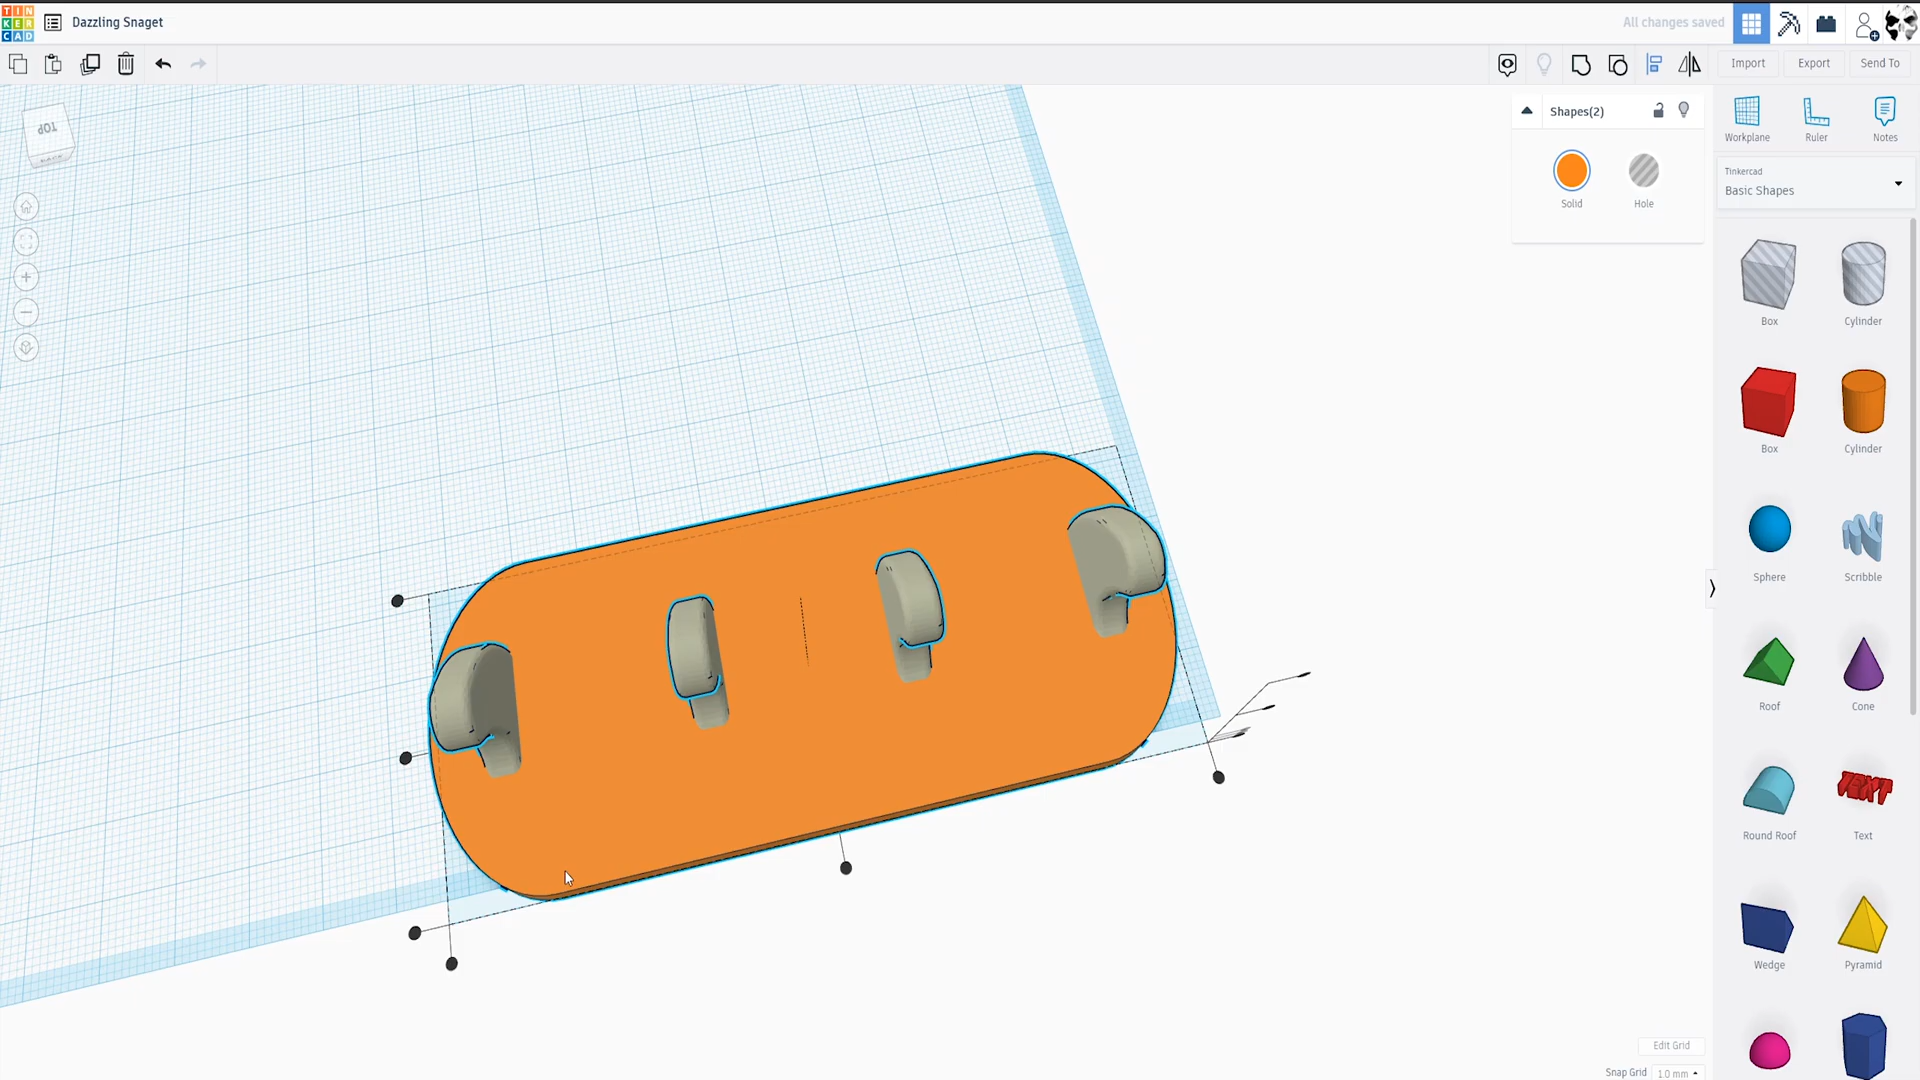 TIN
KER
CAD
Dazzling Snaget
All changes saved
Import
Export
Send To
TOP
Shapes(2)
Solid
Hole
Workplane
Ruler
Notes
Tinkercad
Basic Shapes
Box
Cylinder
Box
Cylinder
Sphere
Scribble
Roof
Cone
TEXT
Round Roof
Text
Wedge
Pyramid
Edit Grid
Snap Grid
1.0 mm